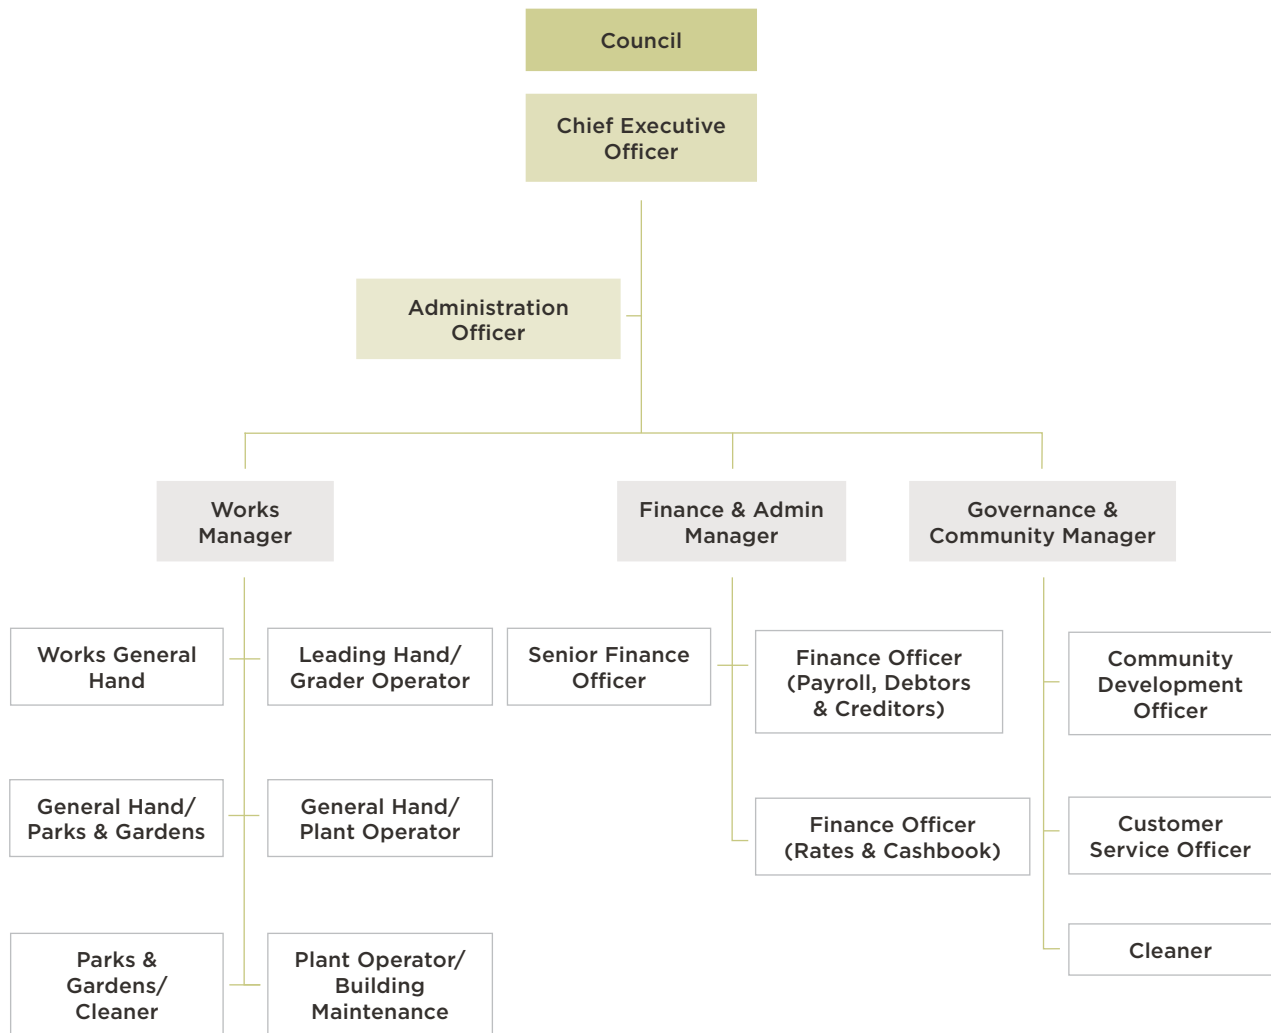 Council
Chief Executive
Officer
Administration
Officer
Works
Manager
Finance & Admin
Manager
Governance &
Community Manager
Works General
Hand
Leading Hand/
Grader Operator
Senior Finance
Officer
Finance Officer
(Payroll, Debtors
& Creditors)
Community
Development
Officer
General Hand/
Parks & Gardens
General Hand/
Plant Operator
Finance Officer
(Rates & Cashbook)
Customer
Service Officer
Parks &
Gardens/
Cleaner
Plant Operator/
Building
Maintenance
Cleaner